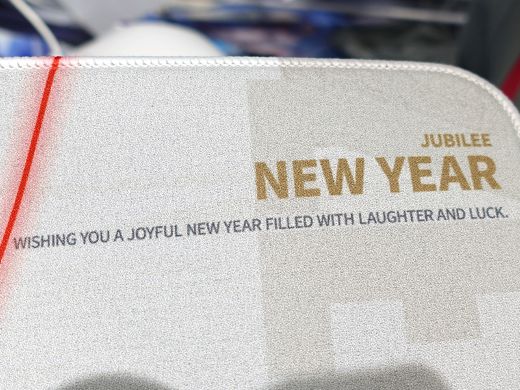 JUBILEE
NEW YEAR
WISHING YOU A JOYFUL NEW YEAR FILLED WITH LAUGHTER AND LUCK.